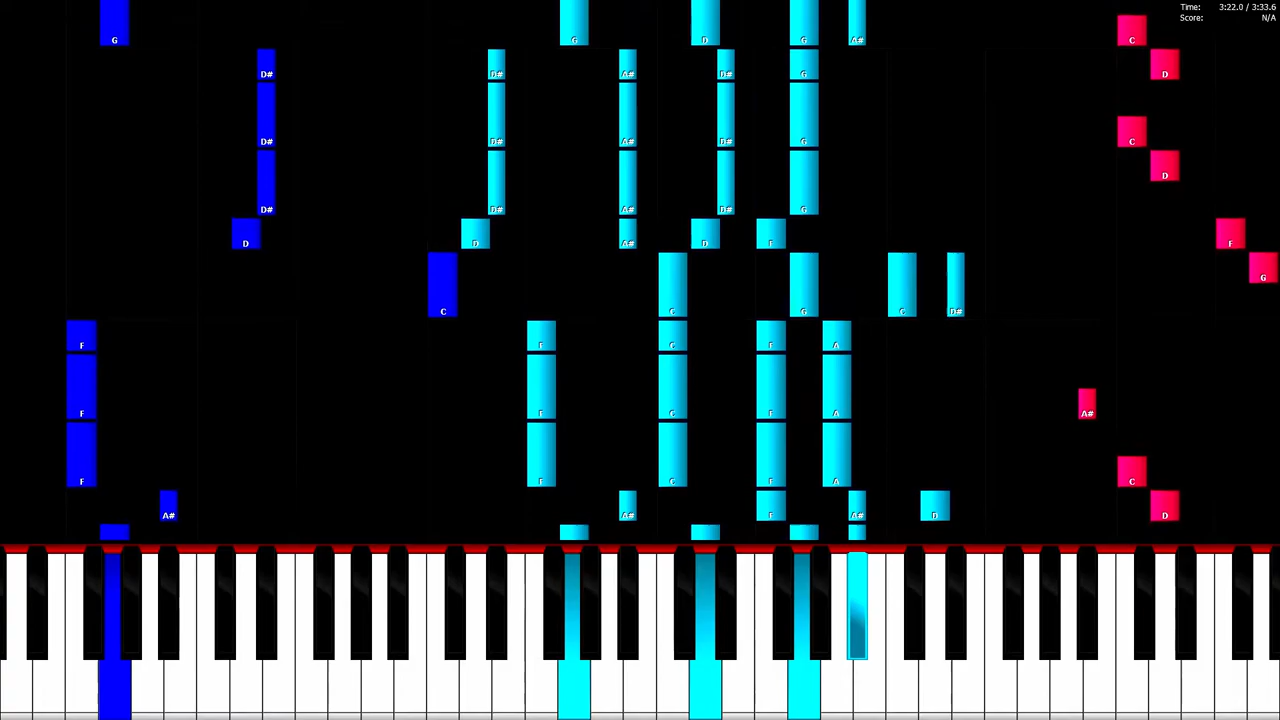 Time: 3:22.0 / 3:33.6
Score: N/A
G G D G A# C
D# D# A# D# G D
D# D# A# D# G C
D# D# A# D# G D
D D A# D F F
C C G C D# G
F F C F A
F F C F A A#
F F C F A C
A# A# F A# D D